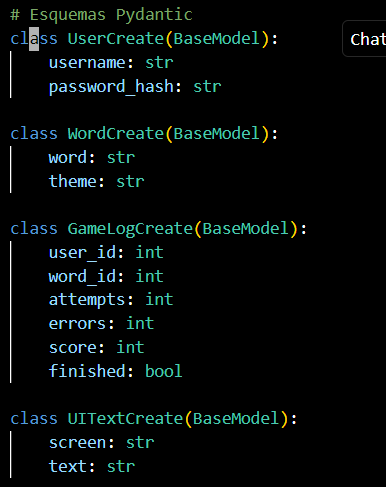 # Esquemas Pydantic
class UserCreate(BaseModel):
    username: str
    password_hash: str

class WordCreate(BaseModel):
    word: str
    theme: str

class GameLogCreate(BaseModel):
    user_id: int
    word_id: int
    attempts: int
    errors: int
    score: int
    finished: bool

class UITextCreate(BaseModel):
    screen: str
    text: str
Chat